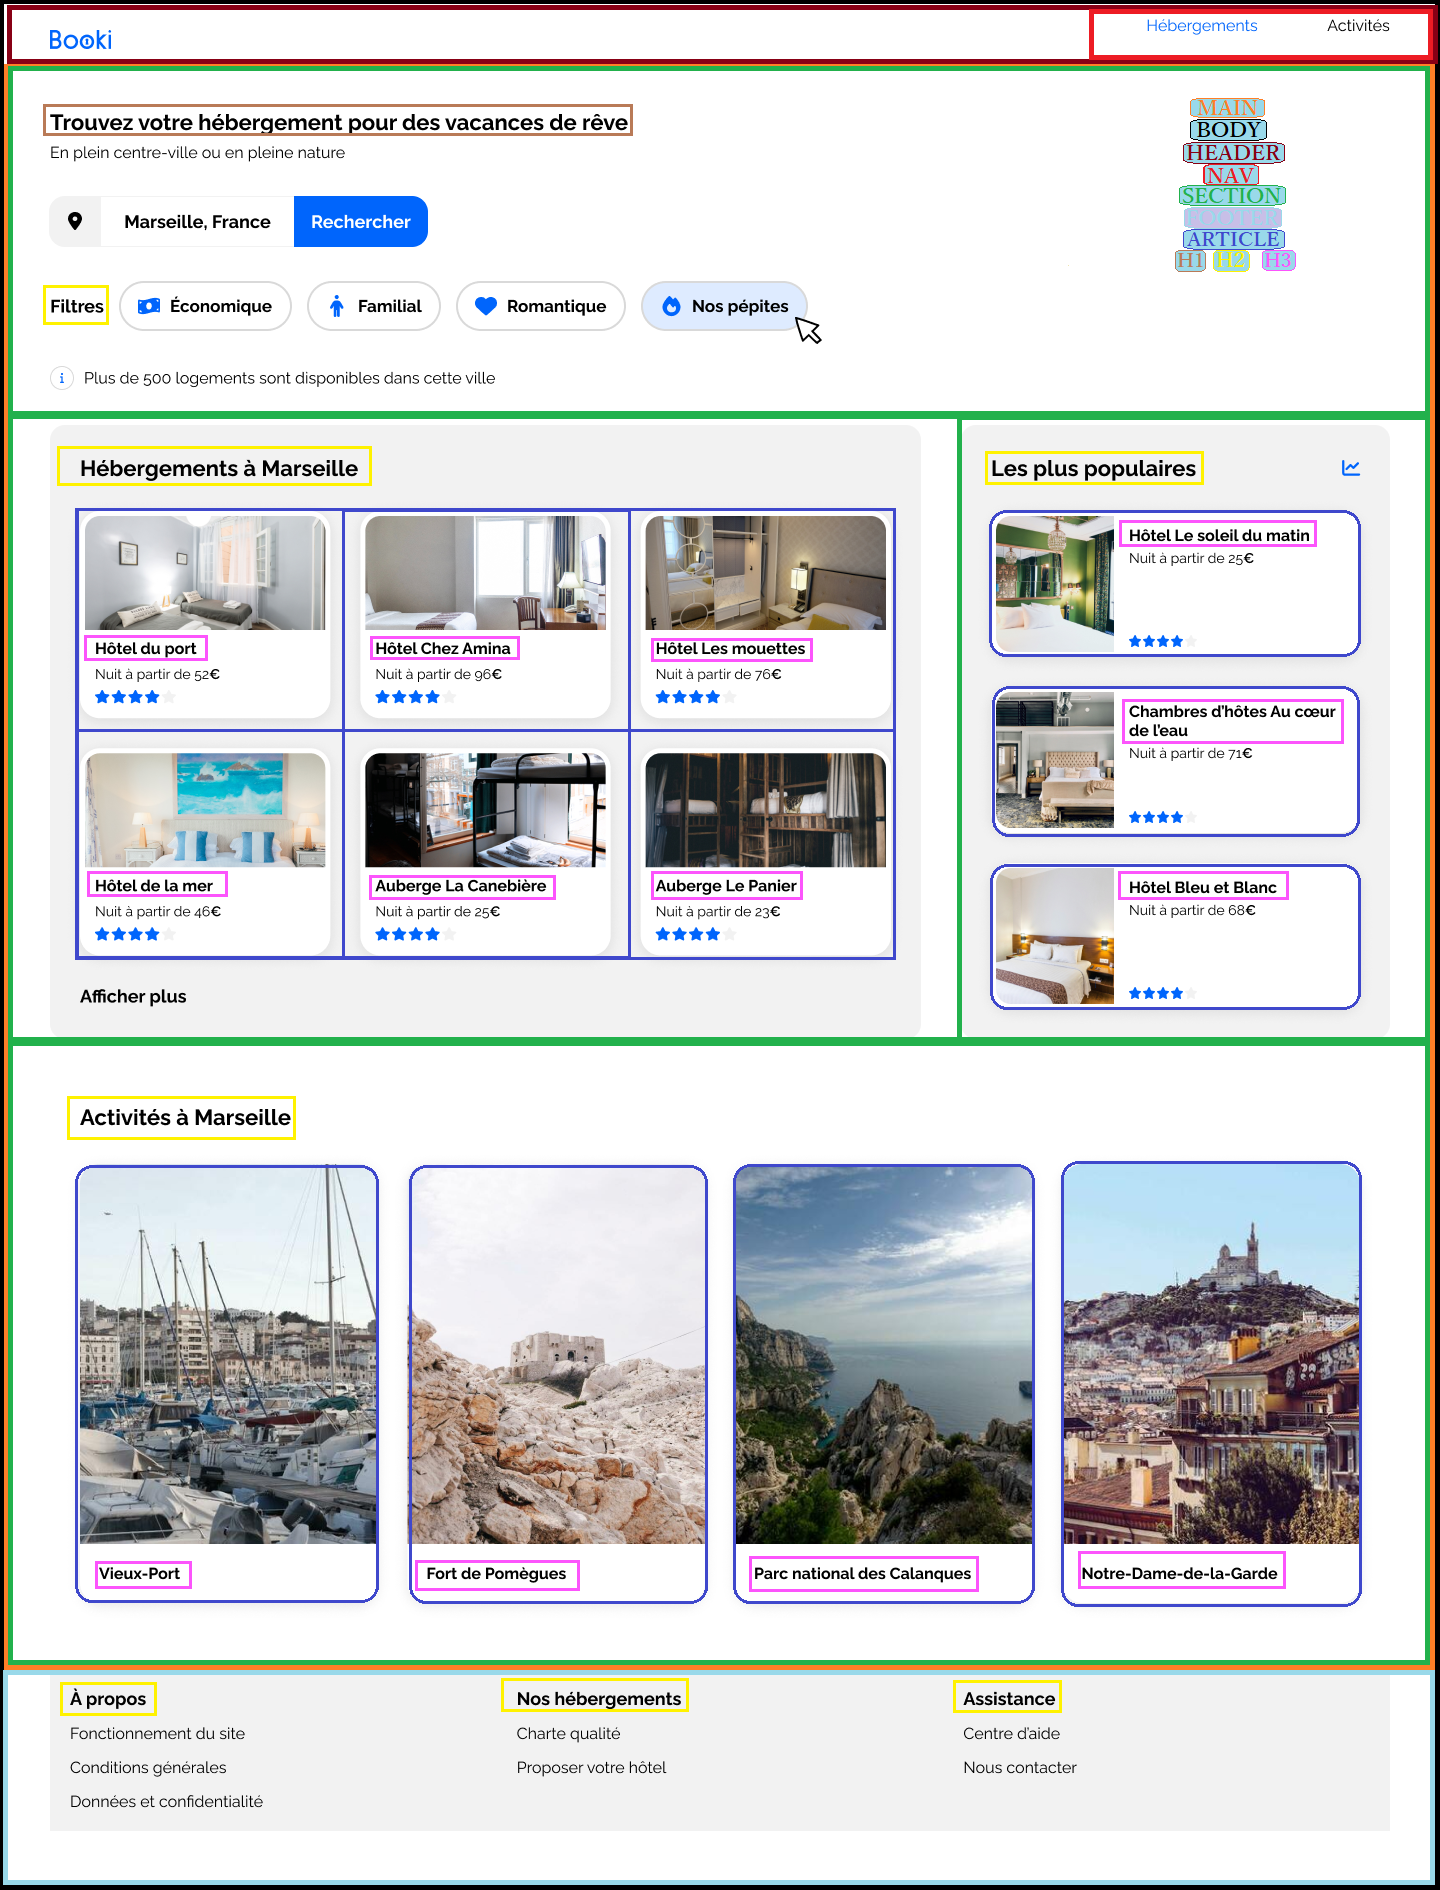 Booki
Hébergements
Activités
Trouvez votre hébergement pour des vacances de rêve
En plein centre-ville ou en pleine nature
MAIN
BODY
HEADER
NAV
SECTION
FOOTER
ARTICLE
H1 H2 H3
Marseille, France
Rechercher
Filtres
Économique
Familial
Romantique
Nos pépites
Plus de 500 logements sont disponibles dans cette ville
Hébergements à Marseille
Hôtel du port
Nuit à partir de 52€
Hôtel Chez Amina
Nuit à partir de 96€
Hôtel Les mouettes
Nuit à partir de 76€
Hôtel de la mer
Nuit à partir de 46€
Auberge La Canebière
Nuit à partir de 25€
Auberge Le Panier
Nuit à partir de 23€
Afficher plus
Les plus populaires
Hôtel Le soleil du matin
Nuit à partir de 25€
Chambres d'hôtes Au cœur
de l'eau
Nuit à partir de 71€
Hôtel Bleu et Blanc
Nuit à partir de 68€
Activités à Marseille
Vieux-Port
Fort de Pomègues
Parc national des Calanques
Notre-Dame-de-la-Garde
À propos
Fonctionnement du site
Conditions générales
Données et confidentialité
Nos hébergements
Charte qualité
Proposer votre hôtel
Assistance
Centre d'aide
Nous contacter